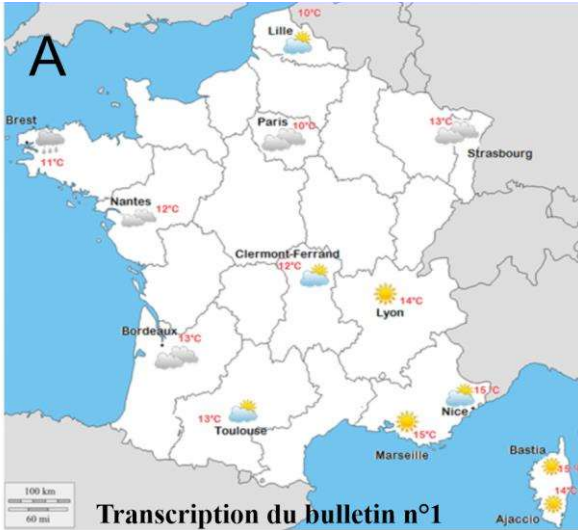 10°C
Lille
A
Paris
10°C
13°C
Brest
Strasbourg
11°C
Nantes
12°C
Clermont-Ferrand
12°C
14°C
Lyon
Bordeaux
13°C
15°C
13°C
Nice
Toulouse
15°C
Marseille
Bastia
15°C
14°C
Ajaccio
100 km
60 mi
Transcription du bulletin n°1